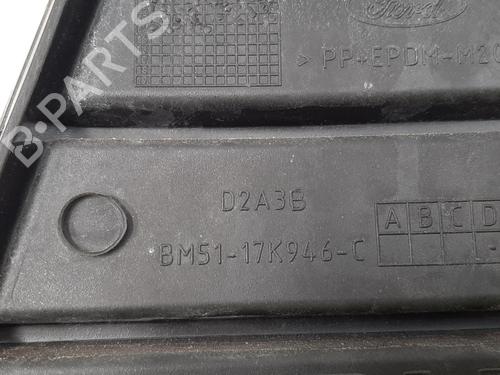 Ford
> PP+EPDM-M20
B-PARTS
D2A3B
A B C D
BM51-17K946-C